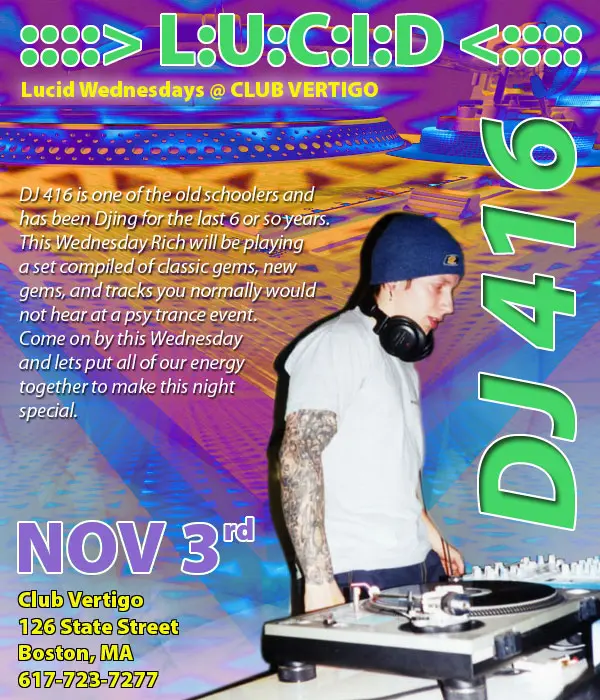 ::::> L:U:C:I:D <::::
Lucid Wednesdays @ CLUB VERTIGO
DJ 416
DJ 416 is one of the old schoolers and
has been Djing for the last 6 or so years.
This Wednesday Rich will be playing
a set compiled of classic gems, new
gems, and tracks you normally would
not hear at a psy trance event.
Come on by this Wednesday
and lets put all of our energy
together to make this night
special.
NOV 3rd
Club Vertigo
126 State Street
Boston, MA
617-723-7277